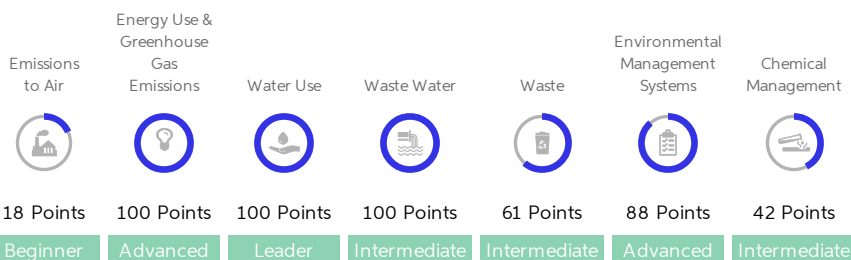 Emissions
to Air
Energy Use &
Greenhouse
Gas
Emissions
Water Use
Waste Water
Waste
Environmental
Management
Systems
Chemical
Management
18 Points
100 Points
100 Points
100 Points
61 Points
88 Points
42 Points
Beginner
Advanced
Leader
Intermediate
Intermediate
Advanced
Intermediate